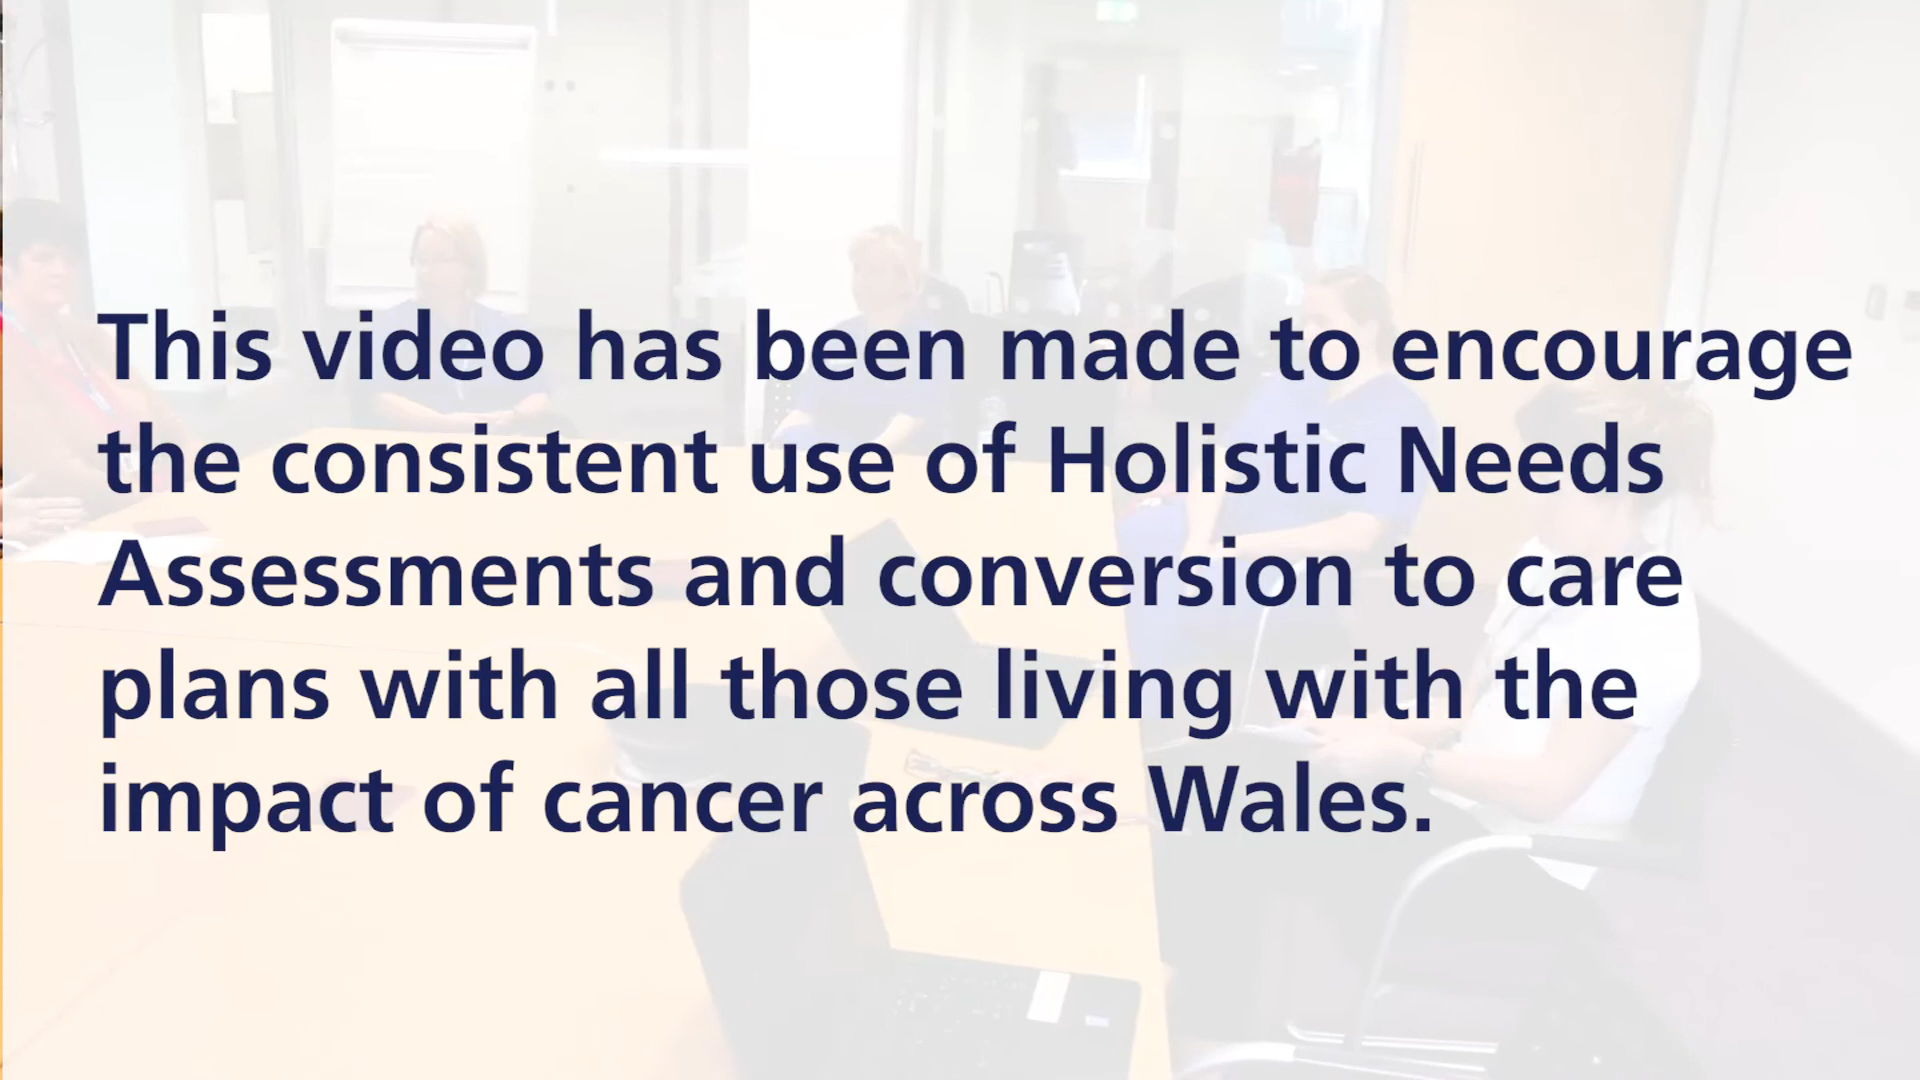 This video has been made to encourage
the consistent use of Holistic Needs
Assessments and conversion to care
plans with all those living with the
impact of cancer across Wales.